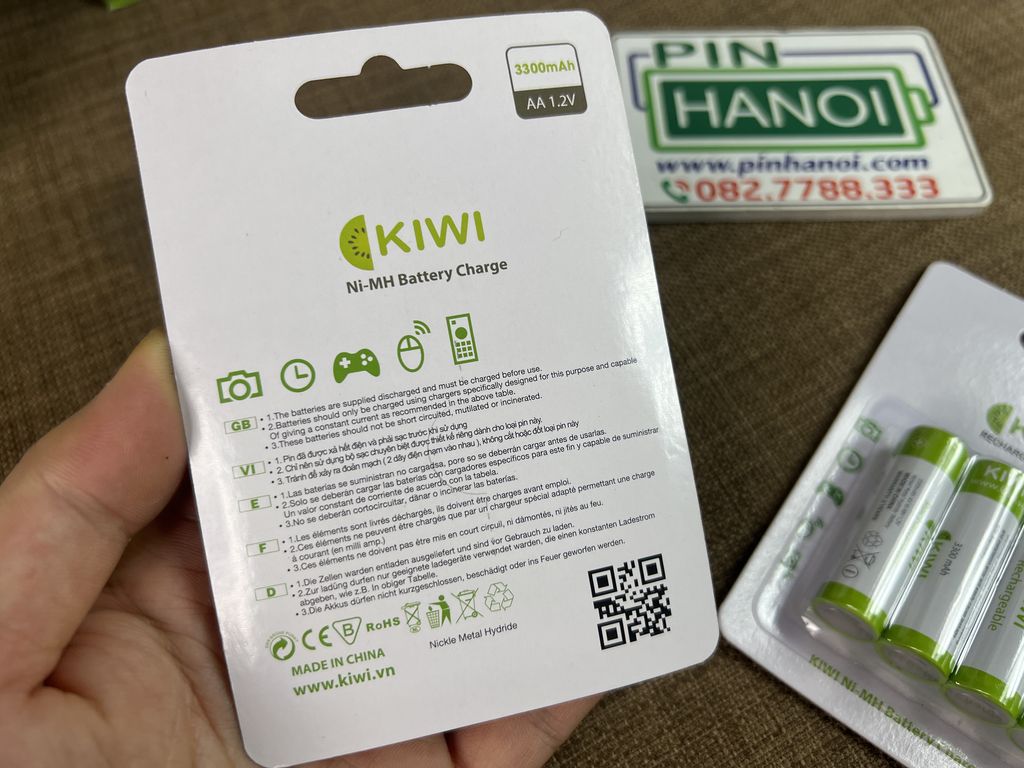 3300mAh
AA 1.2V
PIN
HANOI
www.pinhanoi.com
082.7788.333
KIWI
Ni-MH Battery Charge
GB
• 1.The batteries are supplied discharged and must be charged before use.
• 2.Batteries should only be charged using chargers specifically designed for this purpose and capable
Of giving a constant current as recommended in the above table.
• 3.These batteries should not be short circuited, mutilated or incinerated.
VI
• 1. Pin đã được xả hết điện và phải sạc trước khi sử dụng
• 2. Chỉ nên sử dụng bộ sạc chuyên biệt được thiết kế riêng dành cho loại pin này.
• 3. Tránh để xảy ra đoản mạch ( 2 dây điện chạm vào nhau ), không cắt hoặc đốt loại pin này
E
• 1.Las baterías se suministran no cargadsa, pore so se deberrán cargar antes de usarlas.
• 2.Solo se deberán cargar las baterías con cargadores específicos para este fin y capable de suministrar
Un valor constant de corriente de acuerdo con la tabela.
• 3.No se deberán cortocircuitar, dänar o incinerar las baterías.
F
• 1.Les éléments sont livrés déchargés, ils doivent être chargés avant emploi.
• 2.Ces éléments ne peuvent être chargés que par un chargeur spécial adapté permettant une charge
à courant (en milli amp.)
• 3.Ces éléments ne doivent pas être mis en court circuit, ni dàmontés, ni jítés au feu.
D
• 1.Die Zellen warden entladen ausgeliefert und sind vor Gebrauch zu laden.
• 2.Zur ladüng durfen nur geeignete ladegeräte verwendet warden, die einen konstanten Ladestrom
abgeben, wie z.B. In obiger Tabelle.
• 3.Die Akkus dürfen nicht kurzgeschlossen, beschädigt oder ins Feuer geworfen werden.
CE
B
RoHS
Nickle Metal Hydride
MADE IN CHINA
www.kiwi.vn
KIWI
3300 mAh
KIWI
KIWI Ni-MH Battery